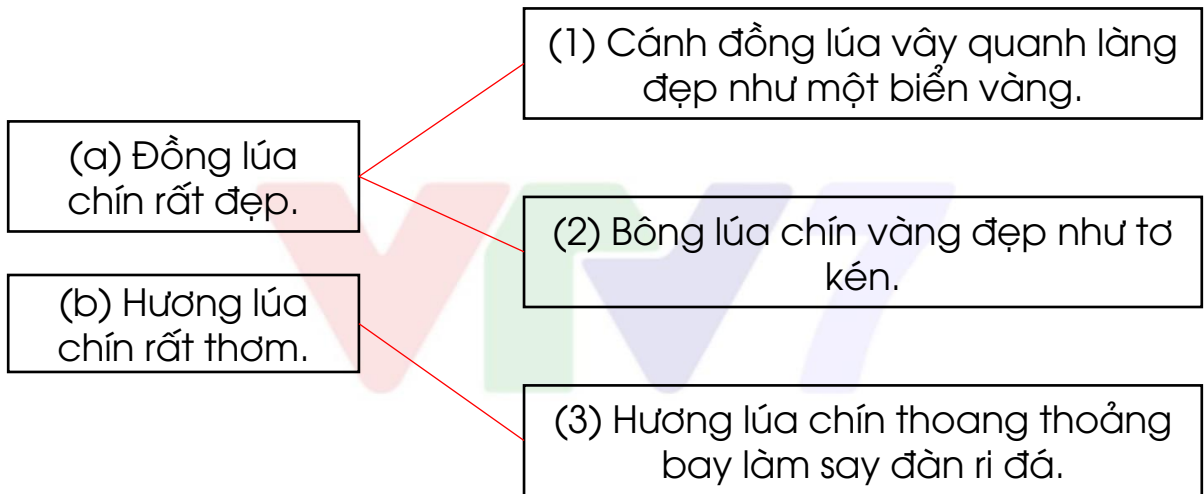 (1) Cánh đồng lúa vây quanh làng
đẹp như một biển vàng.
(a) Đồng lúa
chín rất đẹp.
(2) Bông lúa chín vàng đẹp như tơ
kén.
(b) Hương lúa
chín rất thơm.
(3) Hương lúa chín thoang thoảng
bay làm say đàn ri đá.
VTV7